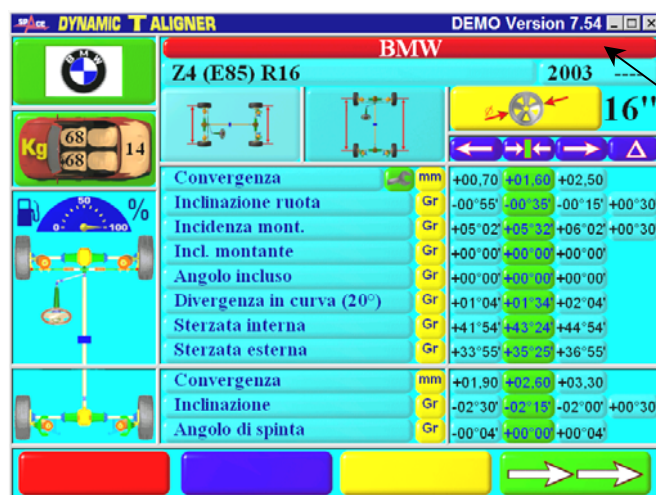 SPACE DYNAMIC T ALIGNER DEMO Version 7.54
BMW
BMW
Z4 (E85) R16 2003 ----
16"
Kg 68 68 14
Convergenza mm +00,70 +01,60 +02,50
Inclinazione ruota Gr -00°55' -00°35' -00°15' +00°30
Incidenza mont. Gr +05°02' +05°32' +06°02' +00°30
Incl. montante Gr +00°00' +00°00' +00°00'
Angolo incluso Gr +00°00' +00°00' +00°00'
Divergenza in curva (20°) Gr +01°04' +01°34' +02°04'
Sterzata interna Gr +41°54' +43°24' +44°54'
Sterzata esterna Gr +33°55' +35°25' +36°55'
0- 50 -100 %
Convergenza mm +01,90 +02,60 +03,30
Inclinazione Gr -02°30' -02°15' -02°00' +00°30
Angolo di spinta Gr -00°04' +00°00' +00°04'